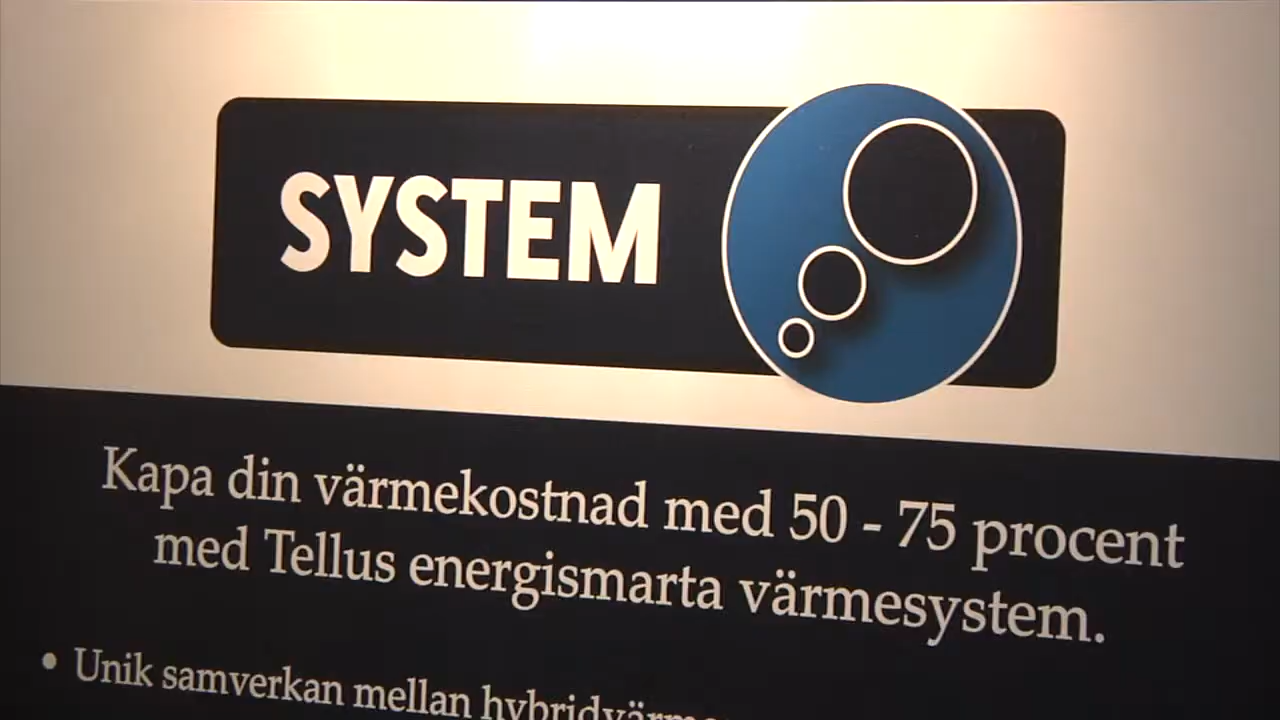 SYSTEM
Kapa din värmekostnad med 50 - 75 procent
med Tellus energismarta värmesystem.
• Unik samverkan mellan